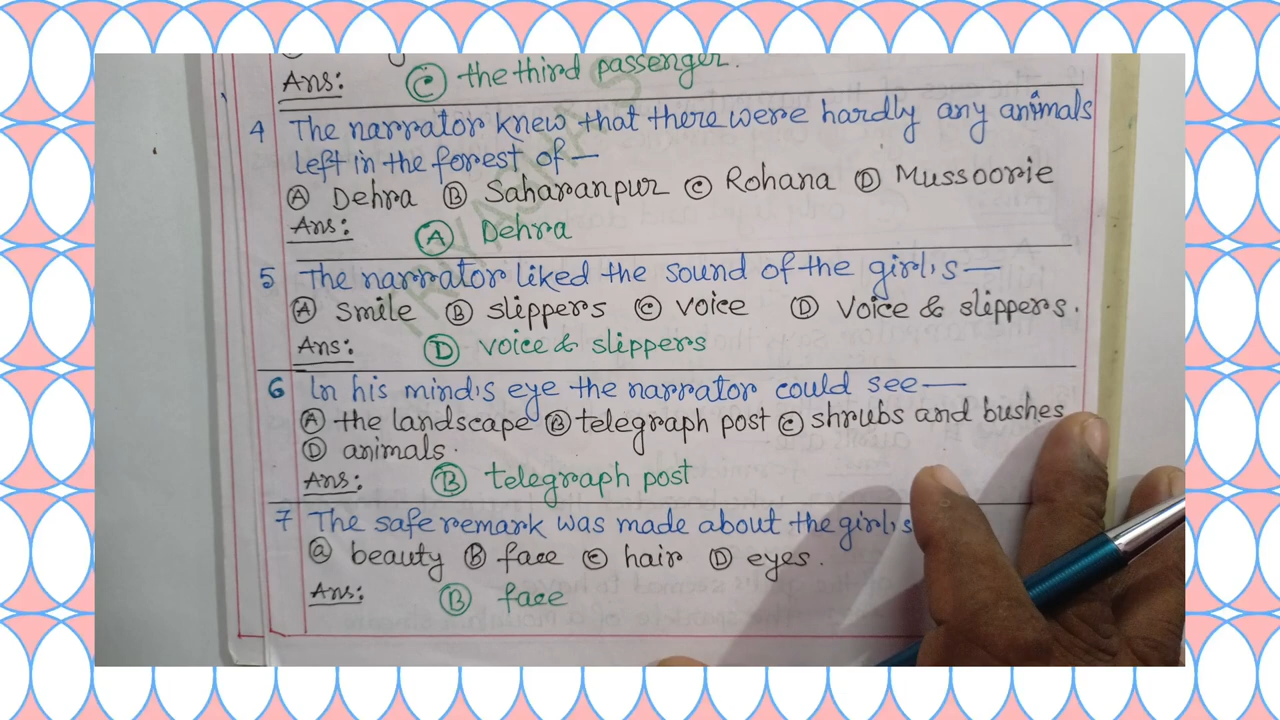 Ans: Ⓒ the third passenger.
4 The narrator knew that there were hardly any animals
left in the forest of —
Ⓐ Dehra Ⓑ Saharanpur Ⓒ Rohana Ⓓ Mussoorie
Ans: Ⓐ Dehra
5 The narrator liked the sound of the girl's —
Ⓐ smile Ⓑ slippers Ⓒ voice Ⓓ Voice & slippers.
Ans: Ⓓ voice & slippers
6 In his mind's eye the narrator could see —
Ⓐ the landscape Ⓑ telegraph post Ⓒ shrubs and bushes
Ⓓ animals.
Ans: Ⓑ telegraph post
7 The safe remark was made about the girl's
ⓐ beauty Ⓑ face Ⓒ hair Ⓓ eyes.
Ans: Ⓑ face